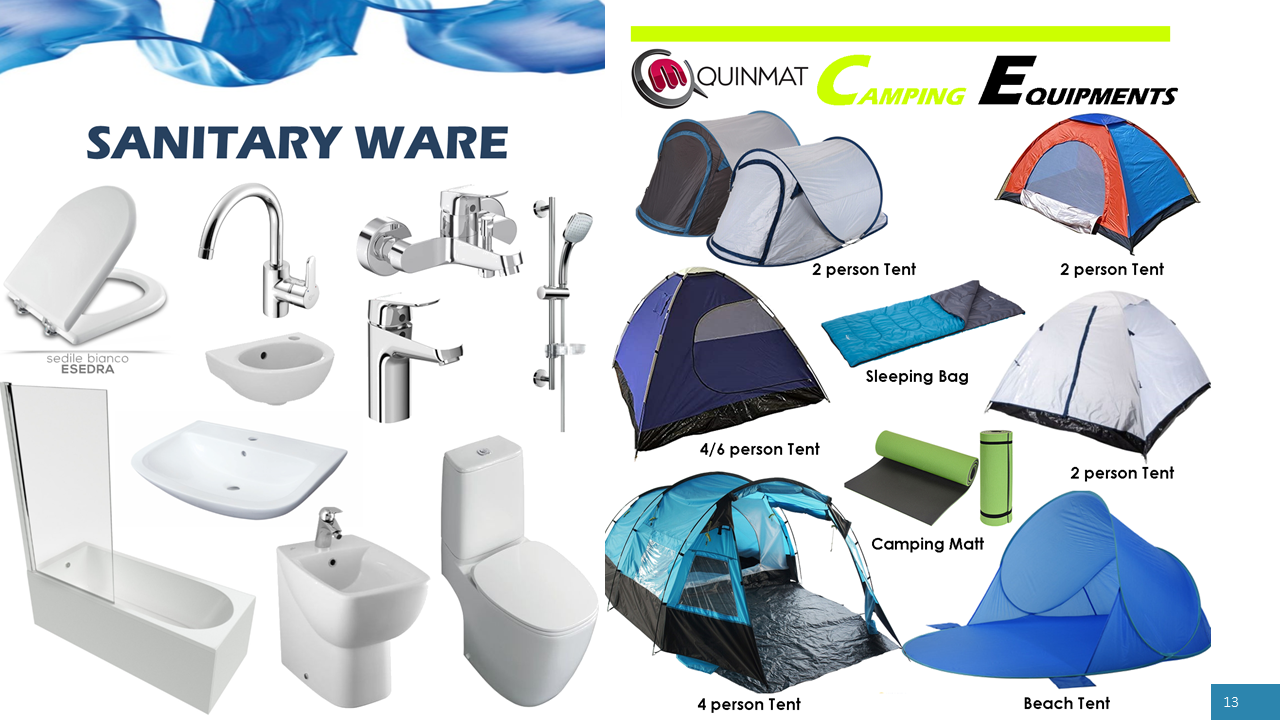 SANITARY WARE
sedile bianco
ESEDRA
QUINMAT
CAMPING EQUIPMENTS
2 person Tent
2 person Tent
Sleeping Bag
4/6 person Tent
2 person Tent
Camping Matt
4 person Tent
Beach Tent
13